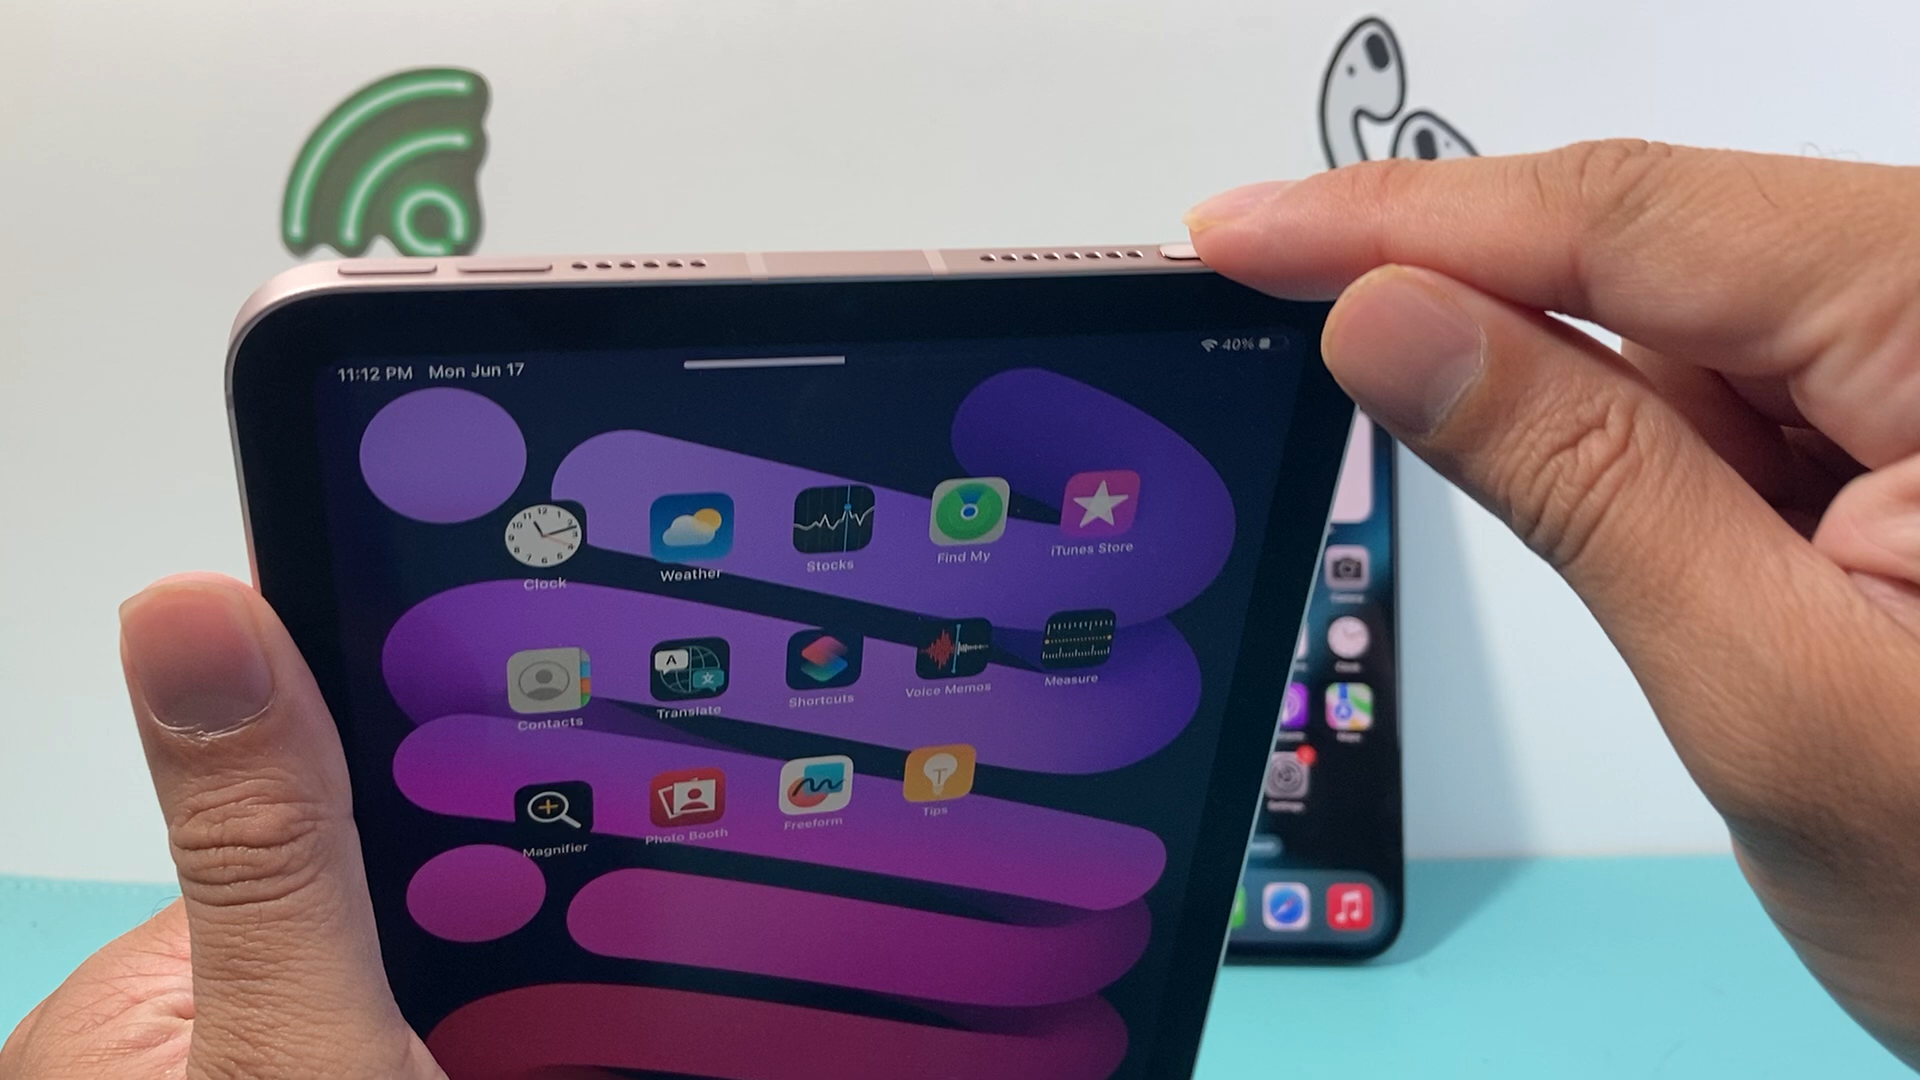 11:12 PM Mon Jun 17
40%
Clock
Weather
Stocks
Find My
iTunes Store
Contacts
Translate
Shortcuts
Voice Memos
Measure
Magnifier
Photo Booth
Freeform
Tips
Settings